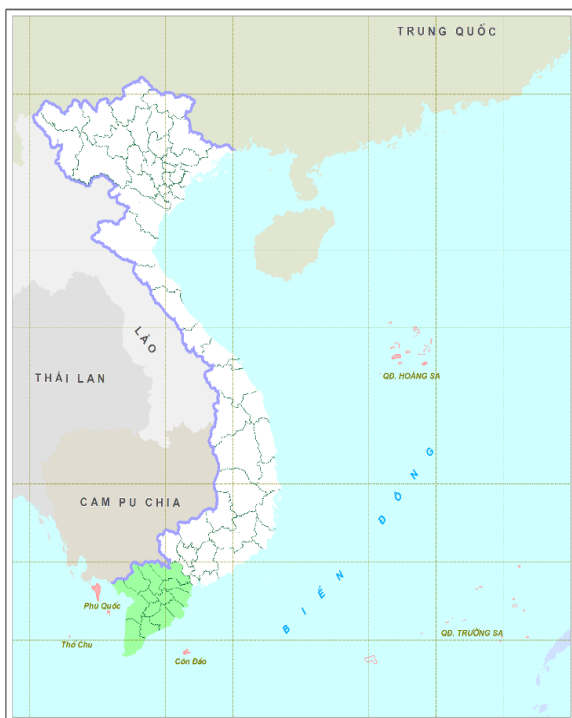 TRUNG QUỐC
LÀO
THÁI LAN
QĐ. HOÀNG SA
CAM PU CHIA
BIỂN ĐÔNG
Phú Quốc
QĐ. TRƯỜNG SA
Thổ Chu
Côn Đảo